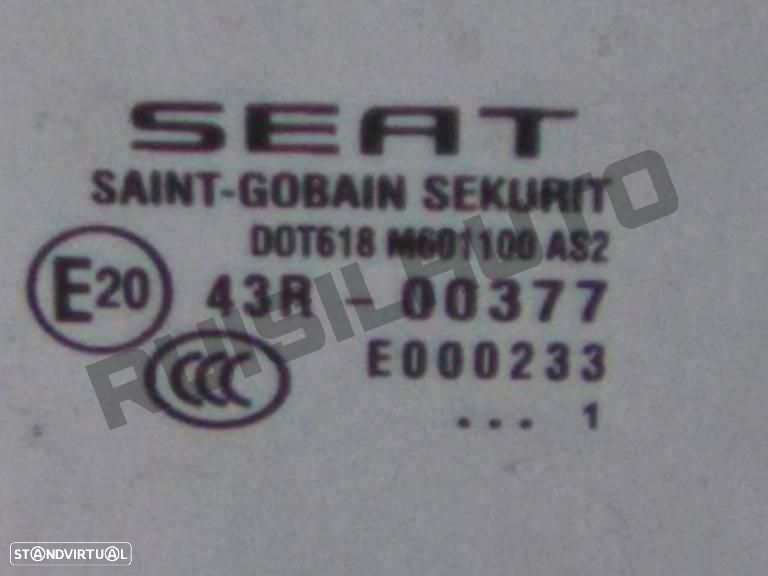 SEAT
SAINT-GOBAIN SEKURIT
DOT618 M601100 AS2
E20 43R - 00377
CCC E000233
... 1
RUISILAUTO
STANDVIRTUAL